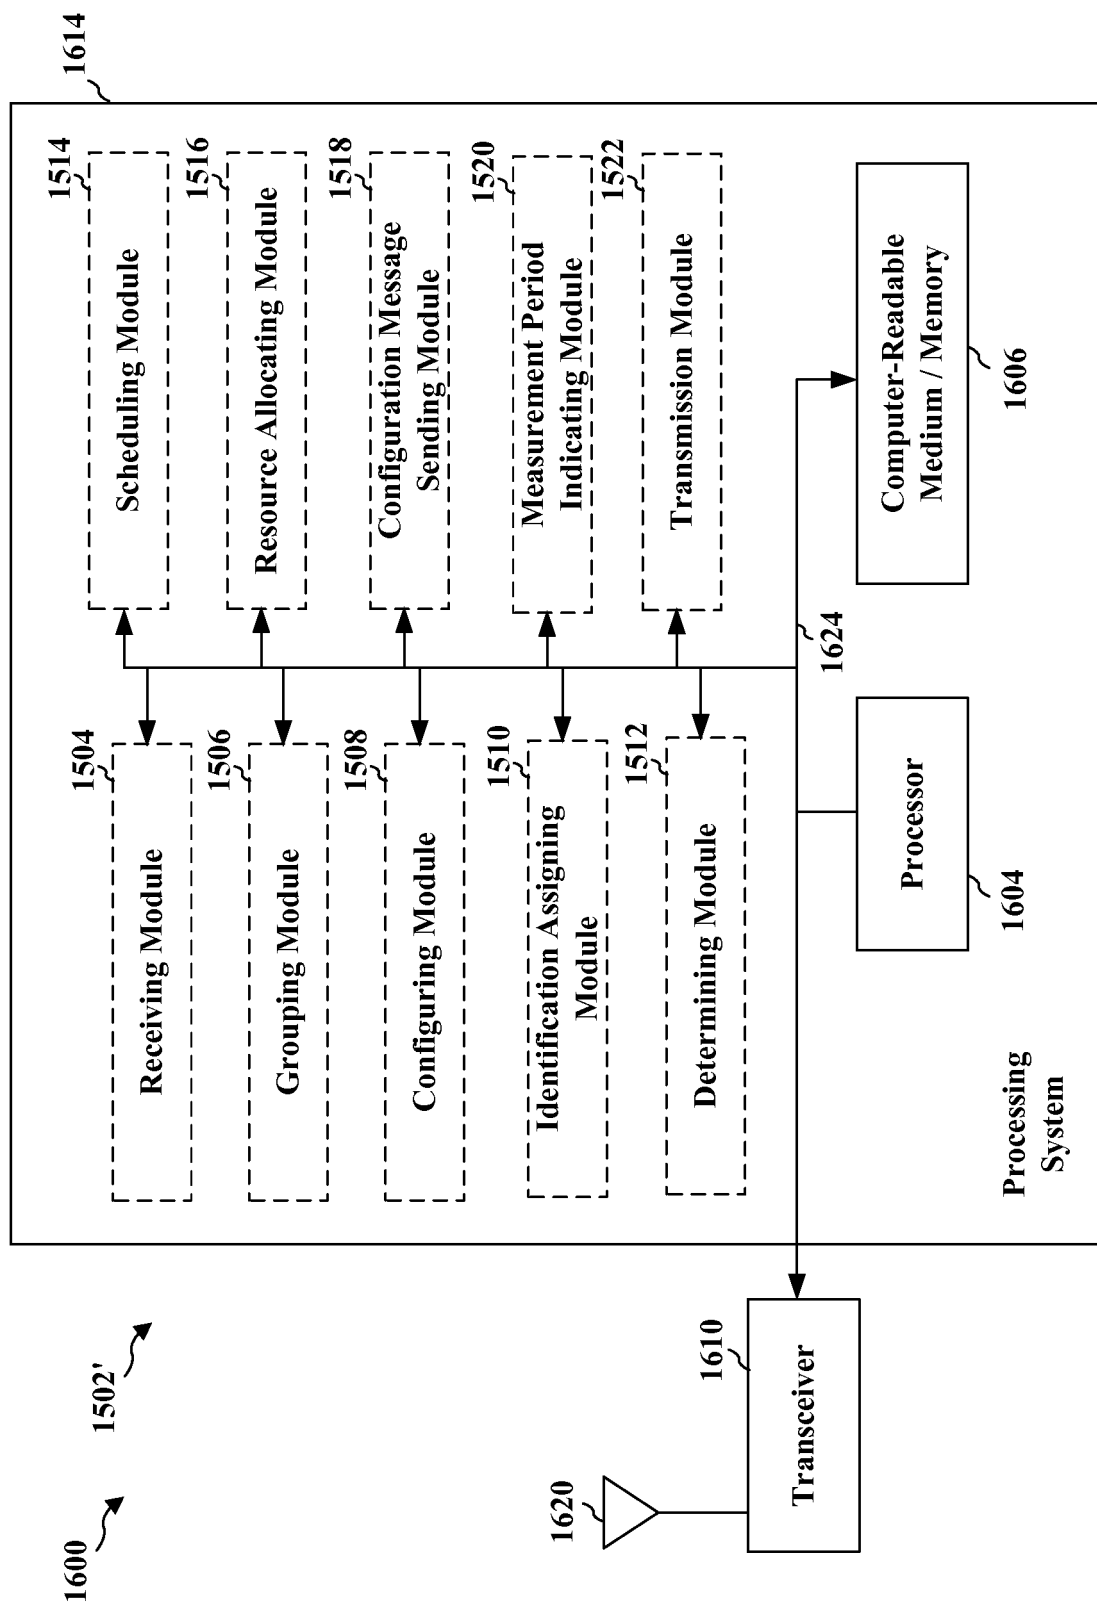 1600
1502'
1614
1504
Receiving Module
1506
Grouping Module
1508
Configuring Module
1510
Identification Assigning
Module
1512
Determining Module
1514
Scheduling Module
1516
Resource Allocating Module
1518
Configuration Message
Sending Module
1520
Measurement Period
Indicating Module
1522
Transmission Module
1620
1610
Transceiver
Processor
1604
1624
Computer-Readable
Medium / Memory
1606
Processing
System